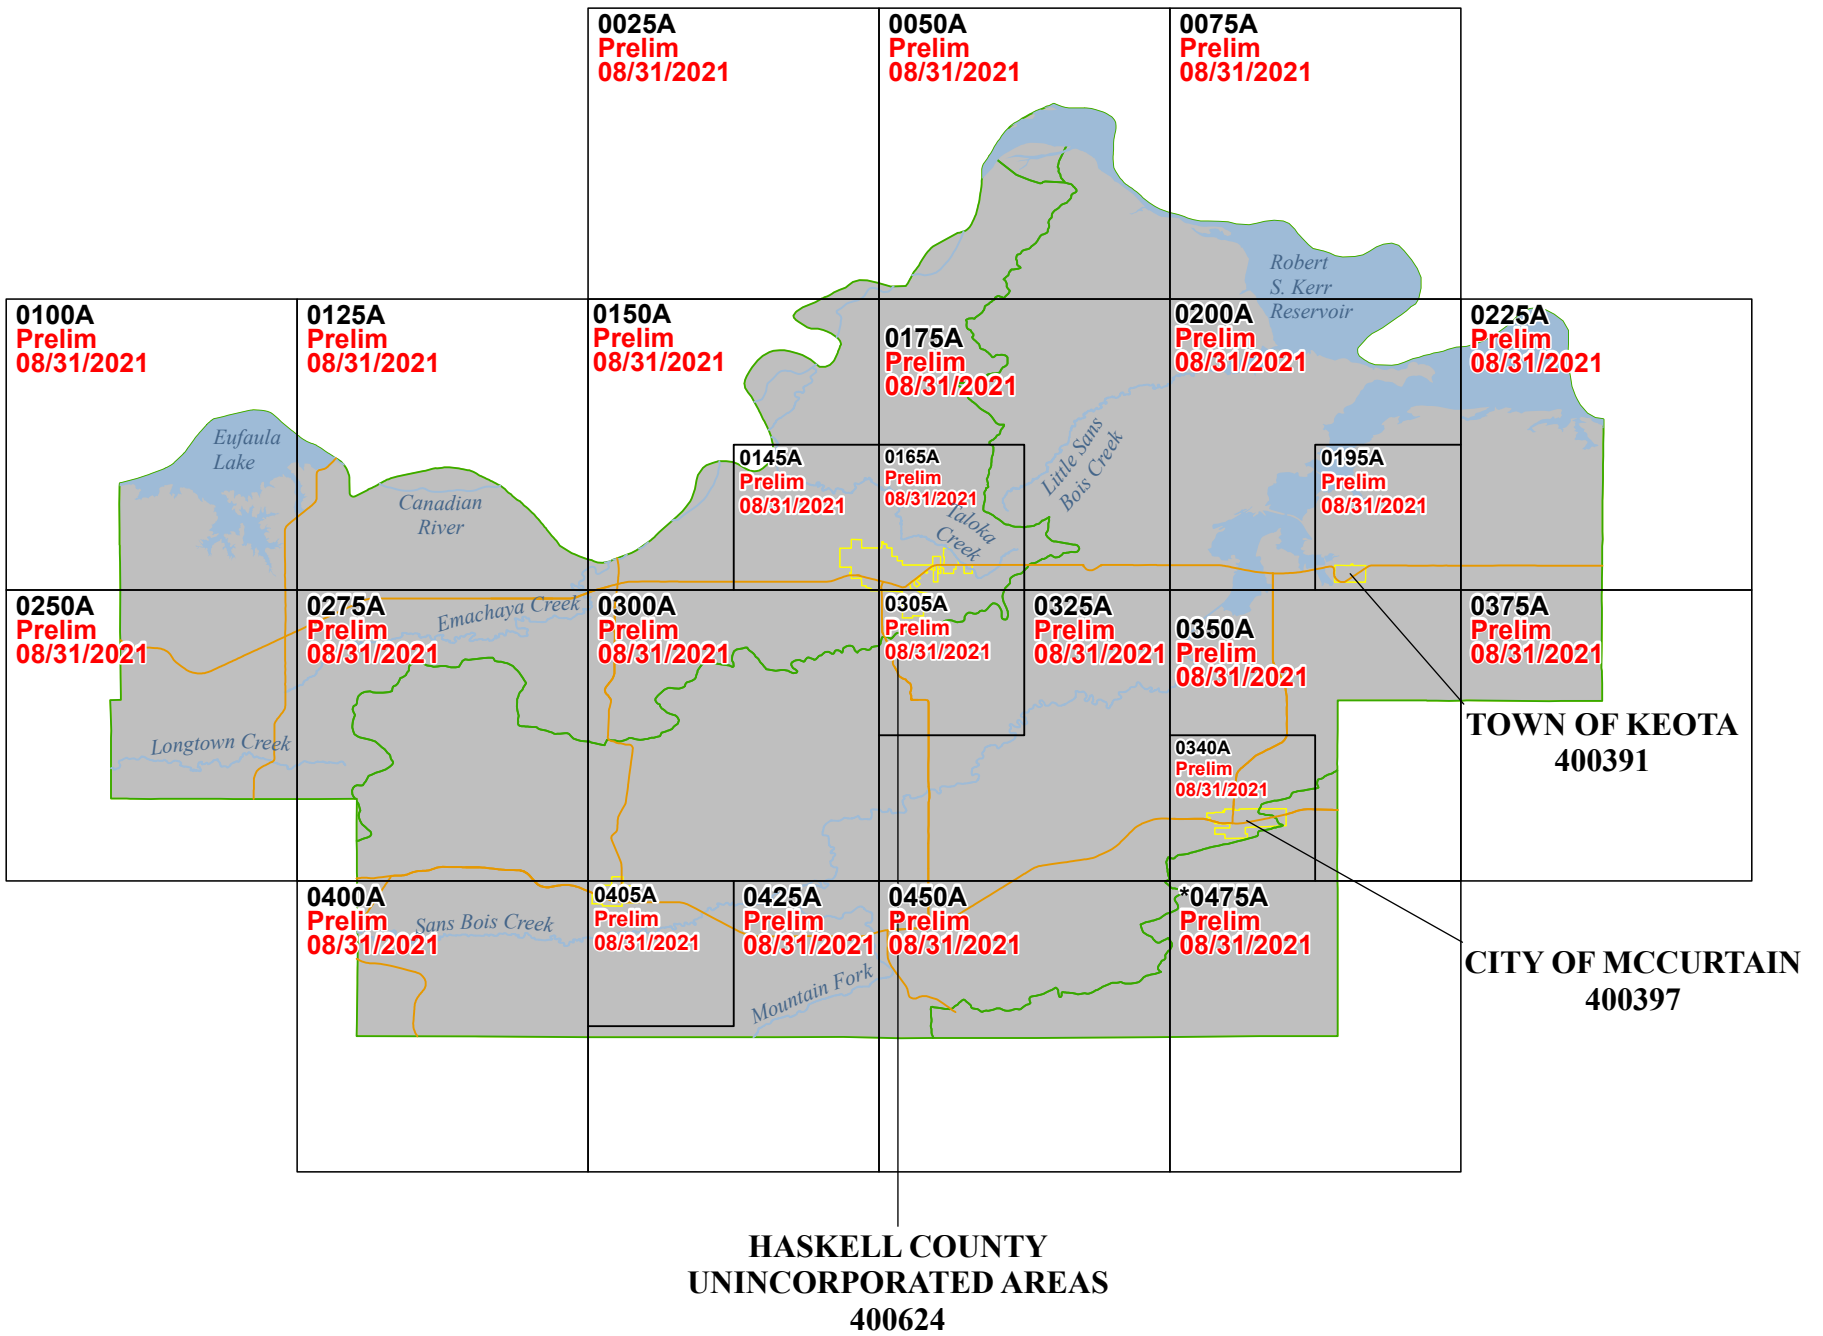 0025A
Prelim
08/31/2021
0050A
Prelim
08/31/2021
0075A
Prelim
08/31/2021
Robert
S. Kerr
Reservoir
0100A
Prelim
08/31/2021
0125A
Prelim
08/31/2021
0150A
Prelim
08/31/2021
0175A
Prelim
08/31/2021
0200A
Prelim
08/31/2021
0225A
Prelim
08/31/2021
Eufaula
Lake
Canadian
River
0145A
Prelim
08/31/2021
0165A
Prelim
08/31/2021
Taloka
Creek
Little Sans
Bois Creek
0195A
Prelim
08/31/2021
0250A
Prelim
08/31/2021
0275A
Prelim
08/31/2021
Emachaya Creek
0300A
Prelim
08/31/2021
0305A
Prelim
08/31/2021
0325A
Prelim
08/31/2021
0350A
Prelim
08/31/2021
0375A
Prelim
08/31/2021
Longtown Creek
TOWN OF KEOTA
400391
0340A
Prelim
08/31/2021
0400A
Prelim
08/31/2021
Sans Bois Creek
0405A
Prelim
08/31/2021
0425A
Prelim
08/31/2021
Mountain Fork
0450A
Prelim
08/31/2021
*0475A
Prelim
08/31/2021
CITY OF MCCURTAIN
400397
HASKELL COUNTY
UNINCORPORATED AREAS
400624